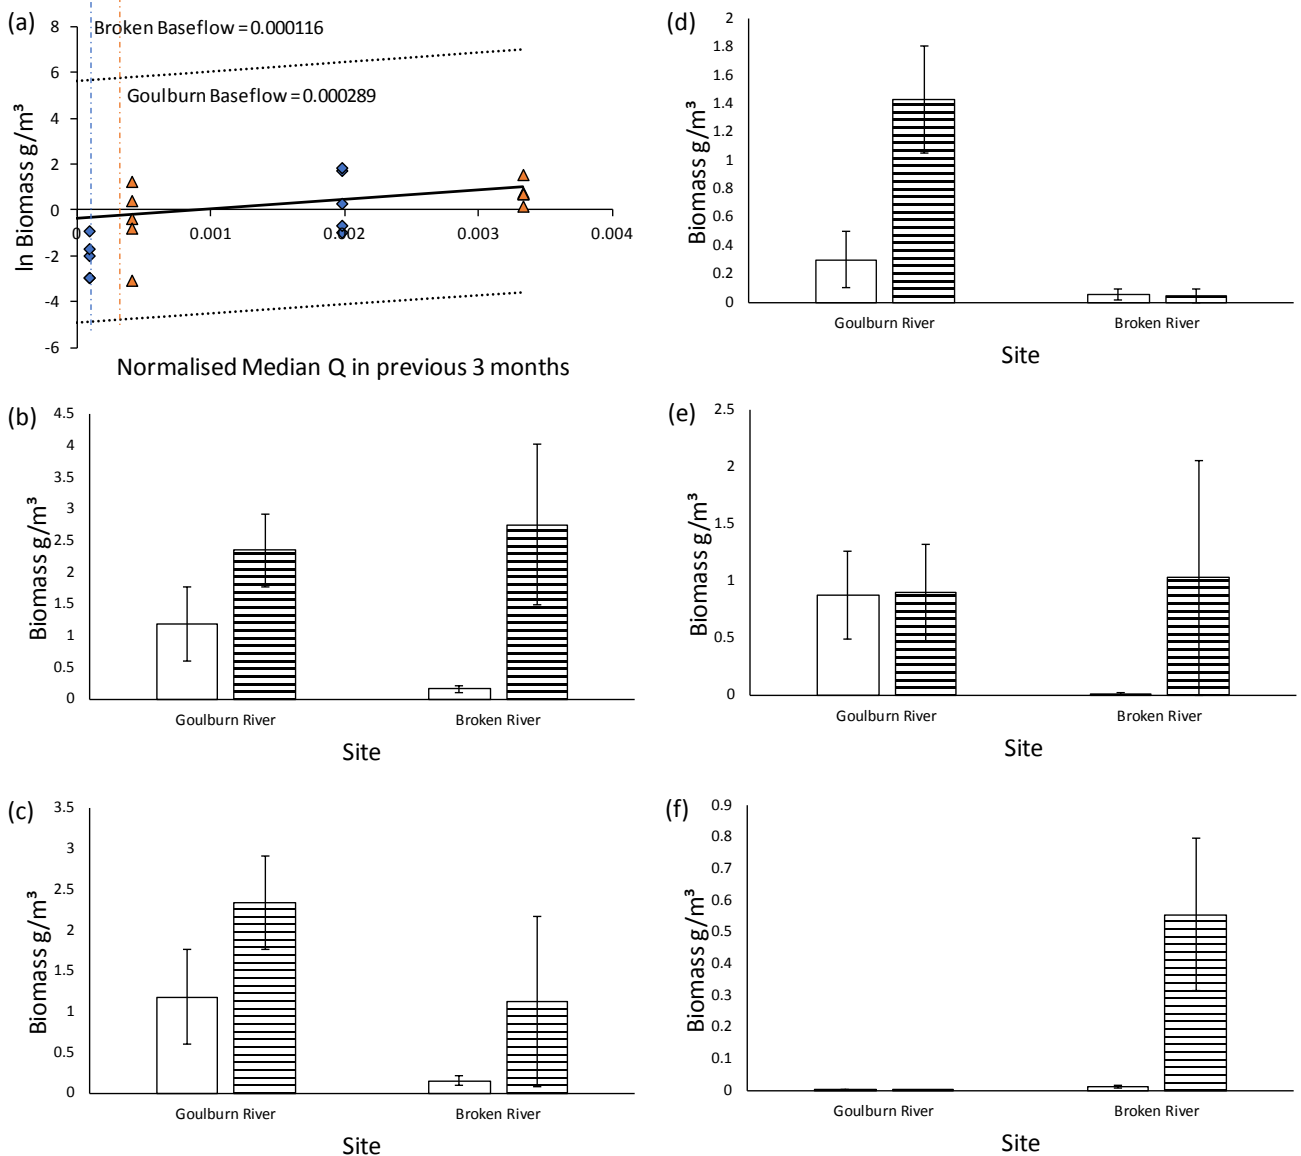 (a)
8
6
4
2
0
-2
-4
-6
ln Biomass g/m³
Broken Baseflow = 0.000116
Goulburn Baseflow = 0.000289
0
0.001
0.002
0.003
0.004
Normalised Median Q in previous 3 months
(b)
4.5
4
3.5
3
2.5
2
1.5
1
0.5
0
Biomass g/m³
Goulburn River
Broken River
Site
(c)
3.5
3
2.5
2
1.5
1
0.5
0
Biomass g/m³
Goulburn River
Broken River
Site
(d)
2
1.8
1.6
1.4
1.2
1
0.8
0.6
0.4
0.2
0
Biomass g/m³
Goulburn River
Broken River
Site
(e)
2.5
2
1.5
1
0.5
0
Biomass g/m³
Goulburn River
Broken River
Site
(f)
0.9
0.8
0.7
0.6
0.5
0.4
0.3
0.2
0.1
0
Biomass g/m³
Goulburn River
Broken River
Site